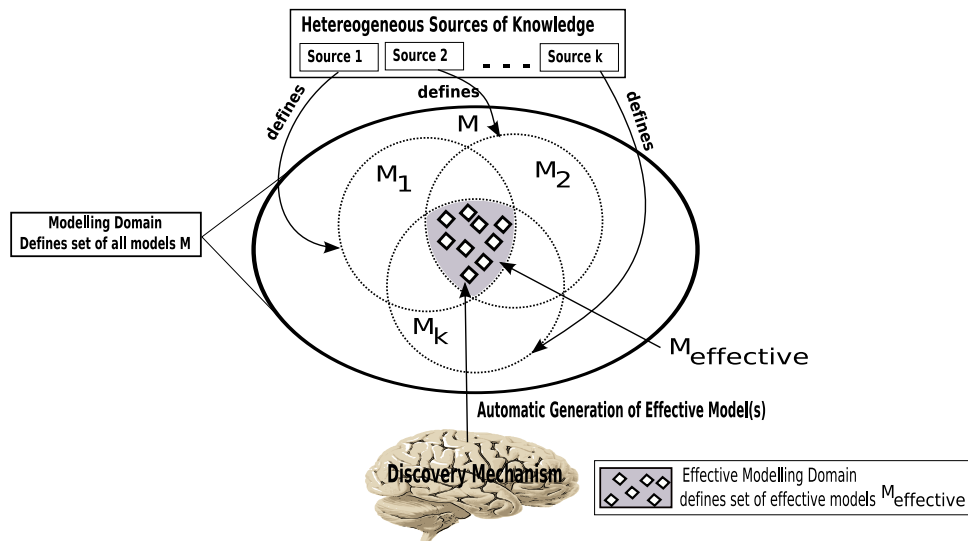 Hetereogeneous Sources of Knowledge
Source 1
Source 2
- - -
Source k
defines
defines
defines
M
M1
M2
Modelling Domain
Defines set of all models M
Mk
Meffective
Automatic Generation of Effective Model(s)
Discovery Mechanism
Effective Modelling Domain
defines set of effective models Meffective